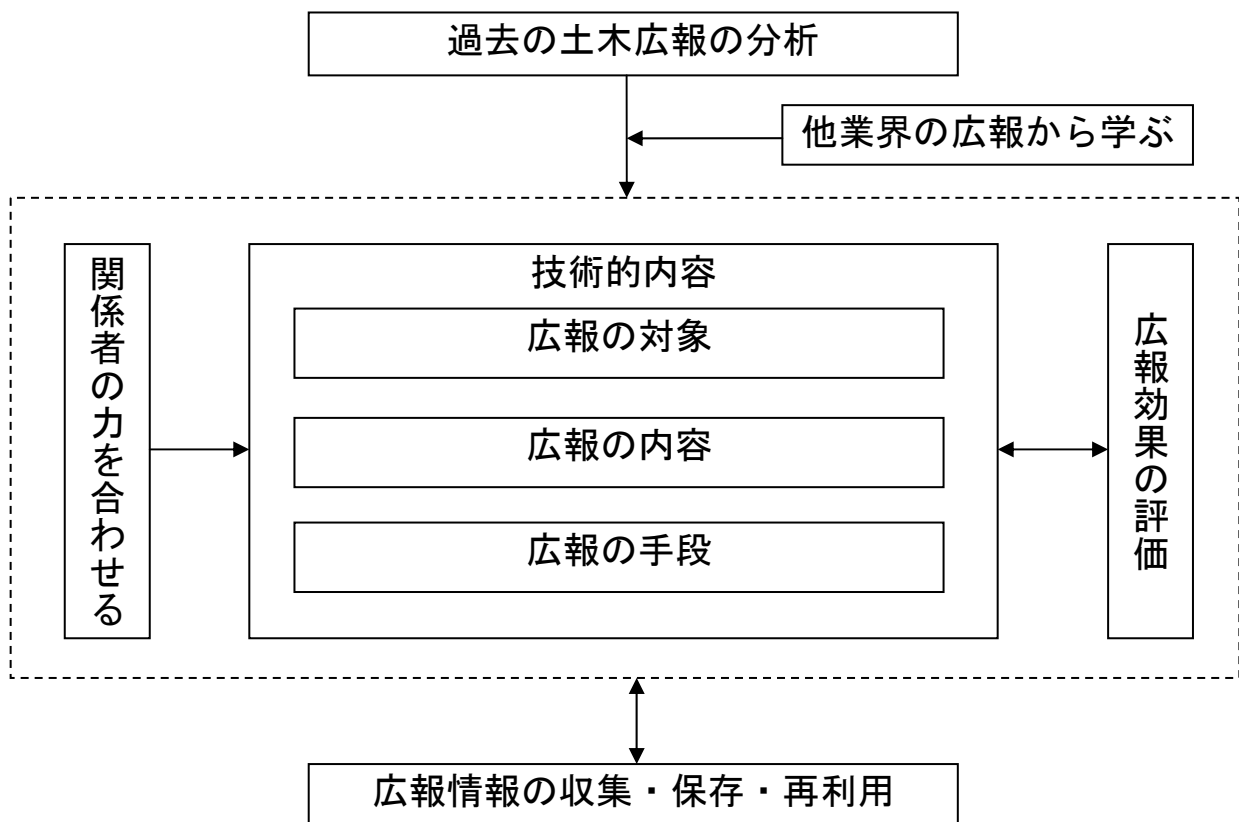 過去の土木広報の分析
他業界の広報から学ぶ
関係者の力を合わせる
技術的内容
広報の対象
広報の内容
広報の手段
広報効果の評価
広報情報の収集・保存・再利用